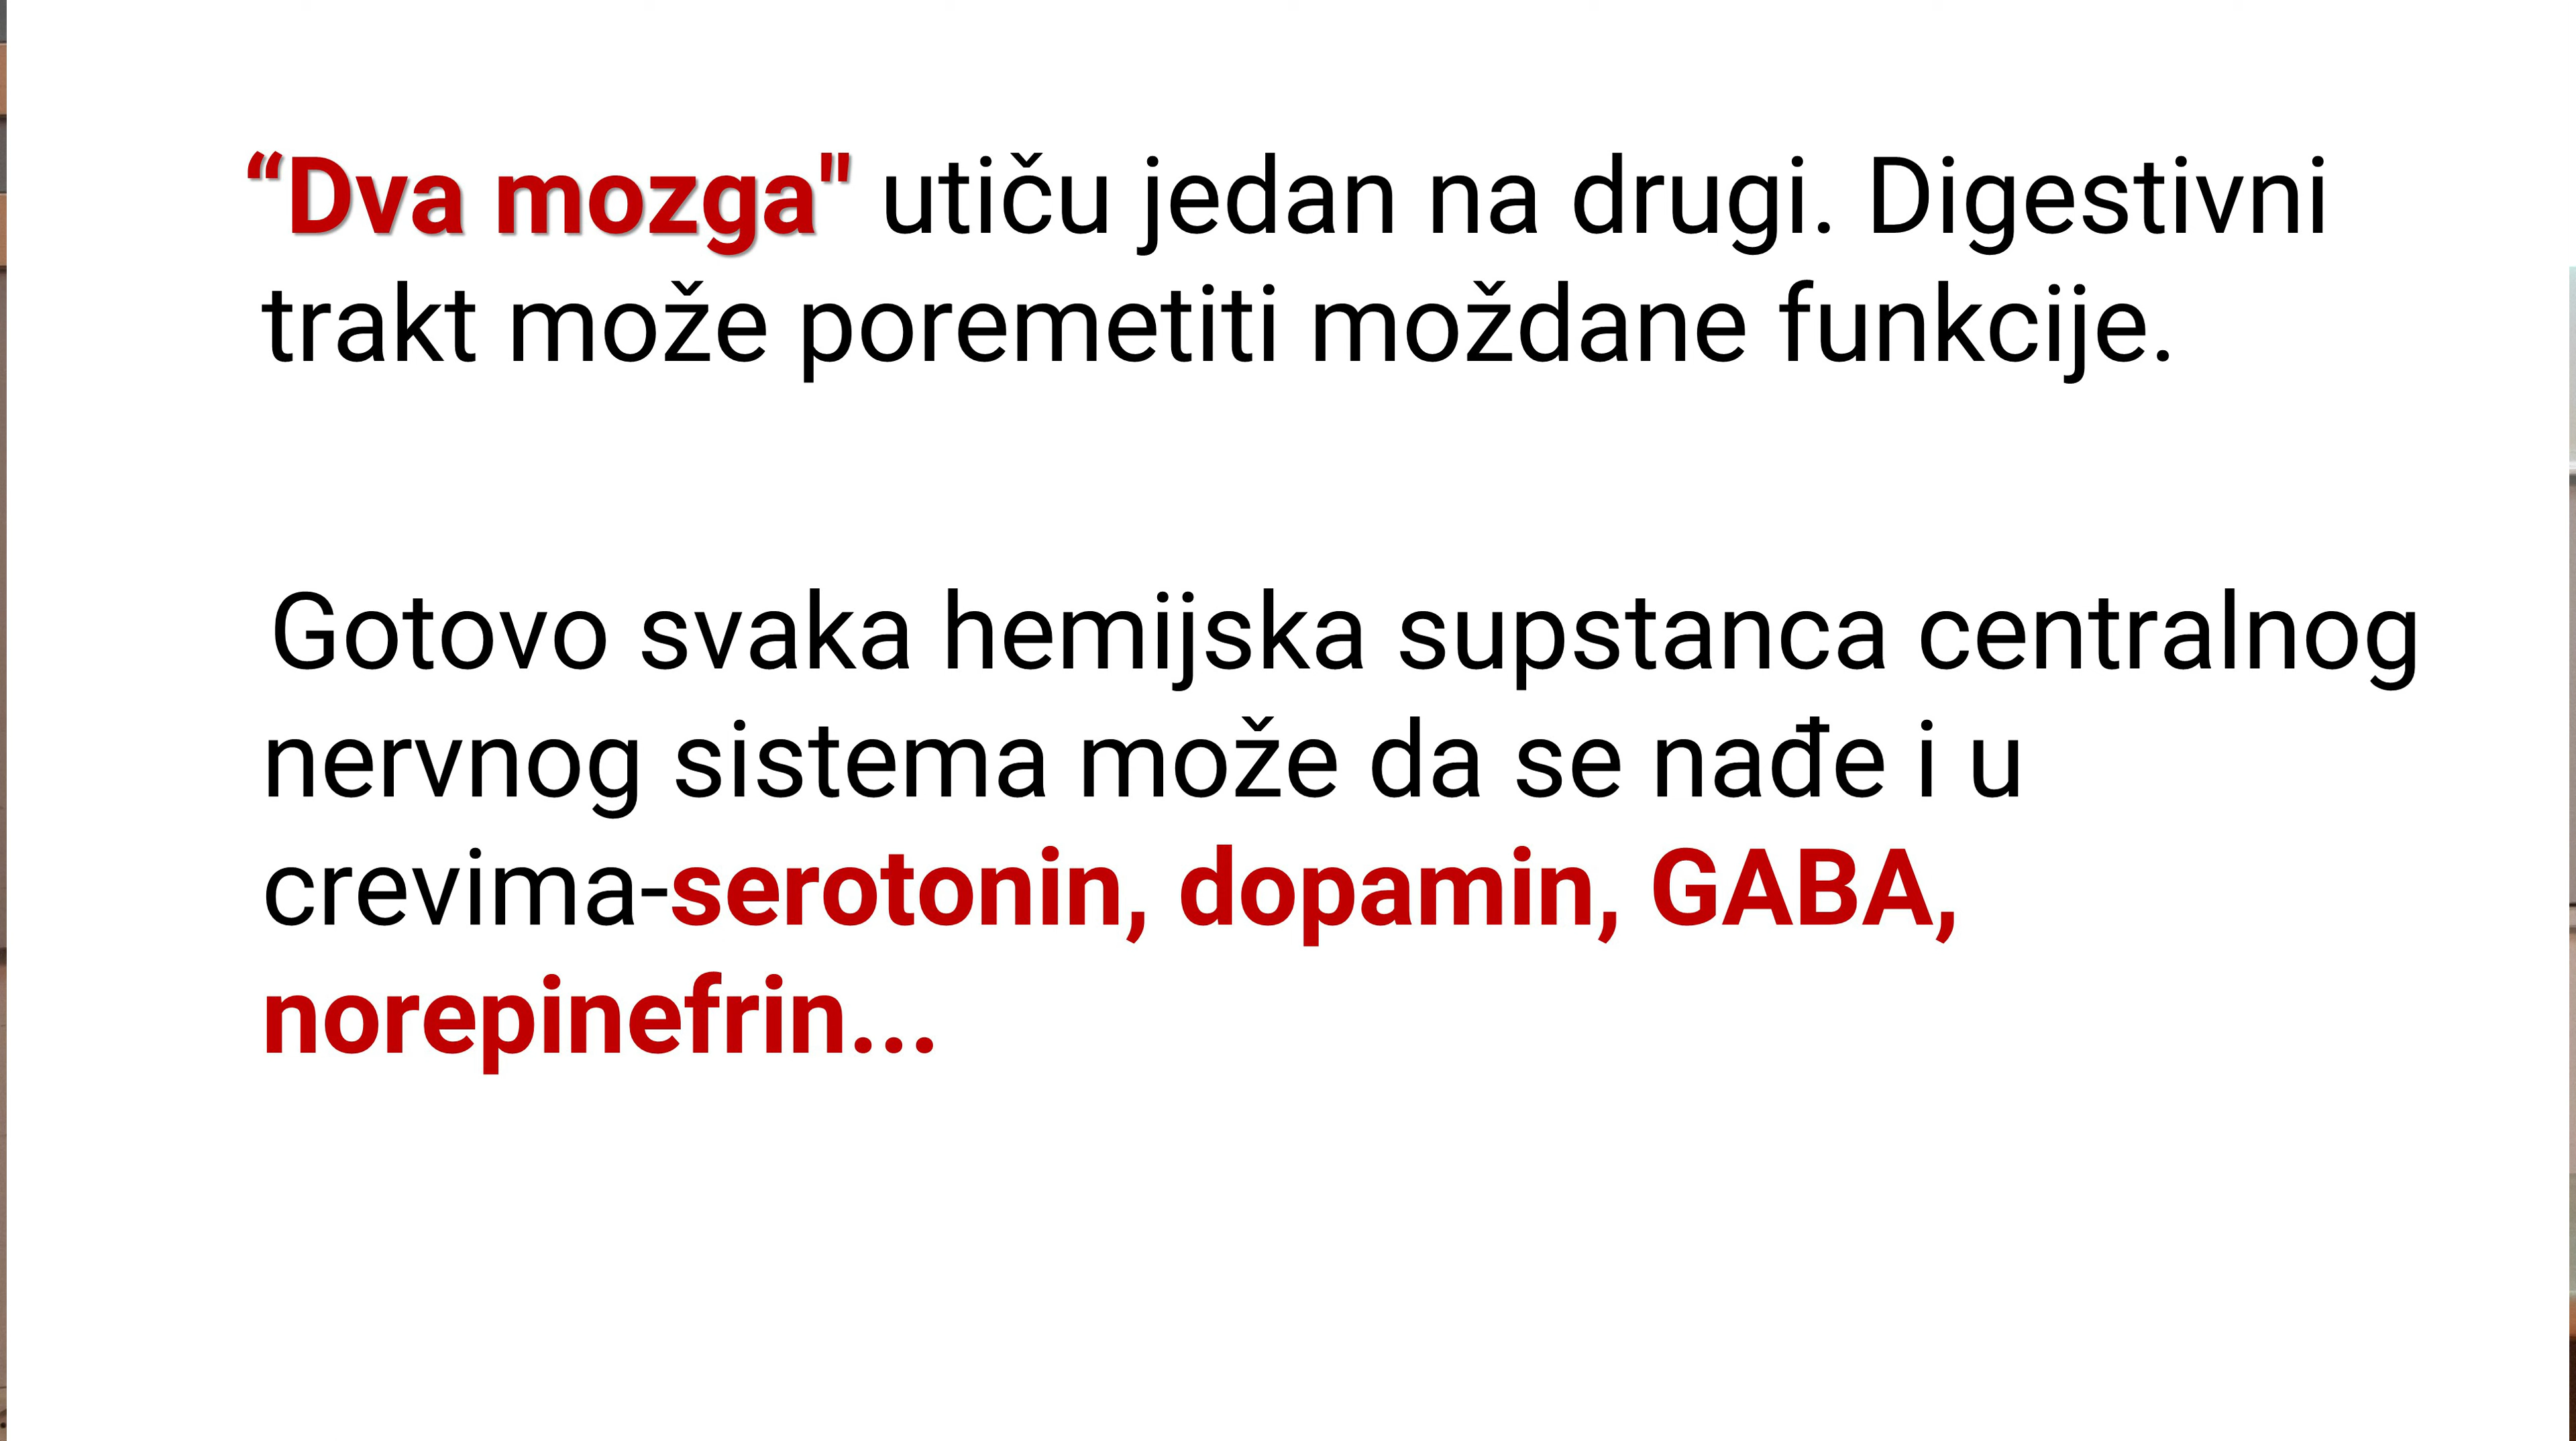 “Dva mozga" utiču jedan na drugi. Digestivni
trakt može poremetiti moždane funkcije.
Gotovo svaka hemijska supstanca centralnog
nervnog sistema može da se nađe i u
crevima-serotonin, dopamin, GABA,
norepinefrin...